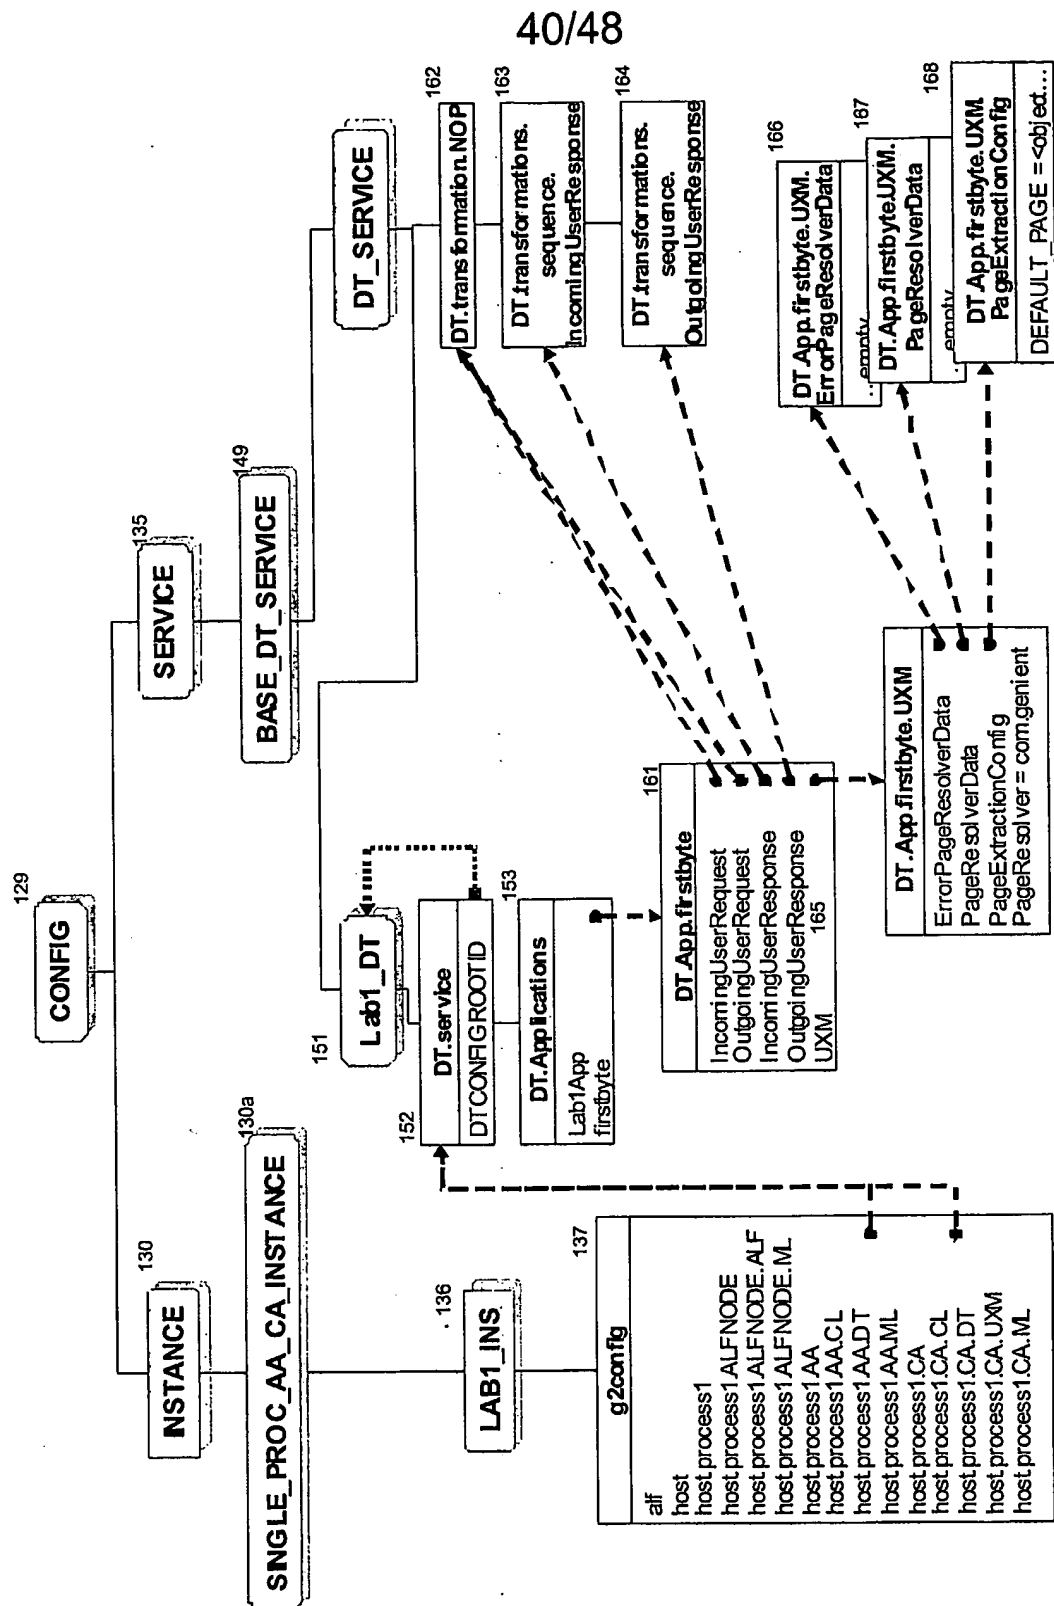 40/48
CONFIG
129
NSTANCE
130
SINGLE_PROC_AA_CA_INSTANCE
130a
LAB1_INS
136
g2config
137
alf
host
host.process1
host.process1.ALFNODE
host.process1.ALFNODE.ALF
host.process1.ALFNODE.ML
host.process1.AA
host.process1.AA.CL
host.process1.AA.DT
host.process1.AA.ML
host.process1.CA
host.process1.CA.CL
host.process1.CA.DT
host.process1.CA.UXM
host.process1.CA.ML
SERVICE
135
BASE_DT_SERVICE
149
DT_SERVICE
Lab1_DT
151
DT.service
152
DTCONFIGROOTID
DT.Applications
153
Lab1App
firstbyte
DT.App.firstbyte
161
IncomingUserRequest
OutgoingUserRequest
IncomingUserResponse
OutgoingUserResponse
UXM
165
DT.transformation.NOP
162
DT.transformations.
sequence.
IncomingUserResponse
163
DT.transformations.
sequence.
OutgoingUserResponse
164
DT.App.firstbyte.UXM
ErrorPageResolverData
PageResolverData
PageExtractionConfig
PageResolver = com.genient
DT.App.firstbyte.UXM.
ErrorPageResolverData
166
...empty
DT.App.firstbyte.UXM.
PageResolverData
167
...empty
DT.App.firstbyte.UXM.
PageExtractionConfig
168
DEFAULT_PAGE = <object...